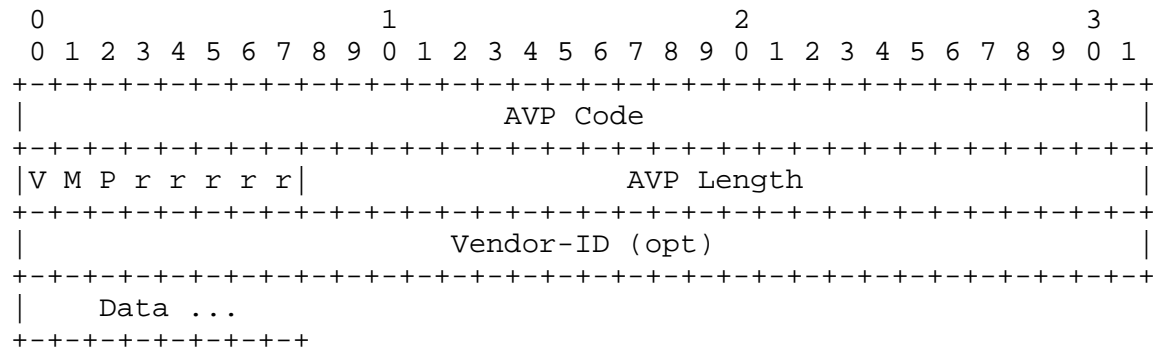 0                   1                   2                   3
 0 1 2 3 4 5 6 7 8 9 0 1 2 3 4 5 6 7 8 9 0 1 2 3 4 5 6 7 8 9 0 1
+-+-+-+-+-+-+-+-+-+-+-+-+-+-+-+-+-+-+-+-+-+-+-+-+-+-+-+-+-+-+-+-+
|                           AVP Code                            |
+-+-+-+-+-+-+-+-+-+-+-+-+-+-+-+-+-+-+-+-+-+-+-+-+-+-+-+-+-+-+-+-+
|V M P r r r r r|                  AVP Length                   |
+-+-+-+-+-+-+-+-+-+-+-+-+-+-+-+-+-+-+-+-+-+-+-+-+-+-+-+-+-+-+-+-+
|                        Vendor-ID (opt)                        |
+-+-+-+-+-+-+-+-+-+-+-+-+-+-+-+-+-+-+-+-+-+-+-+-+-+-+-+-+-+-+-+-+
|    Data ...
+-+-+-+-+-+-+-+-+